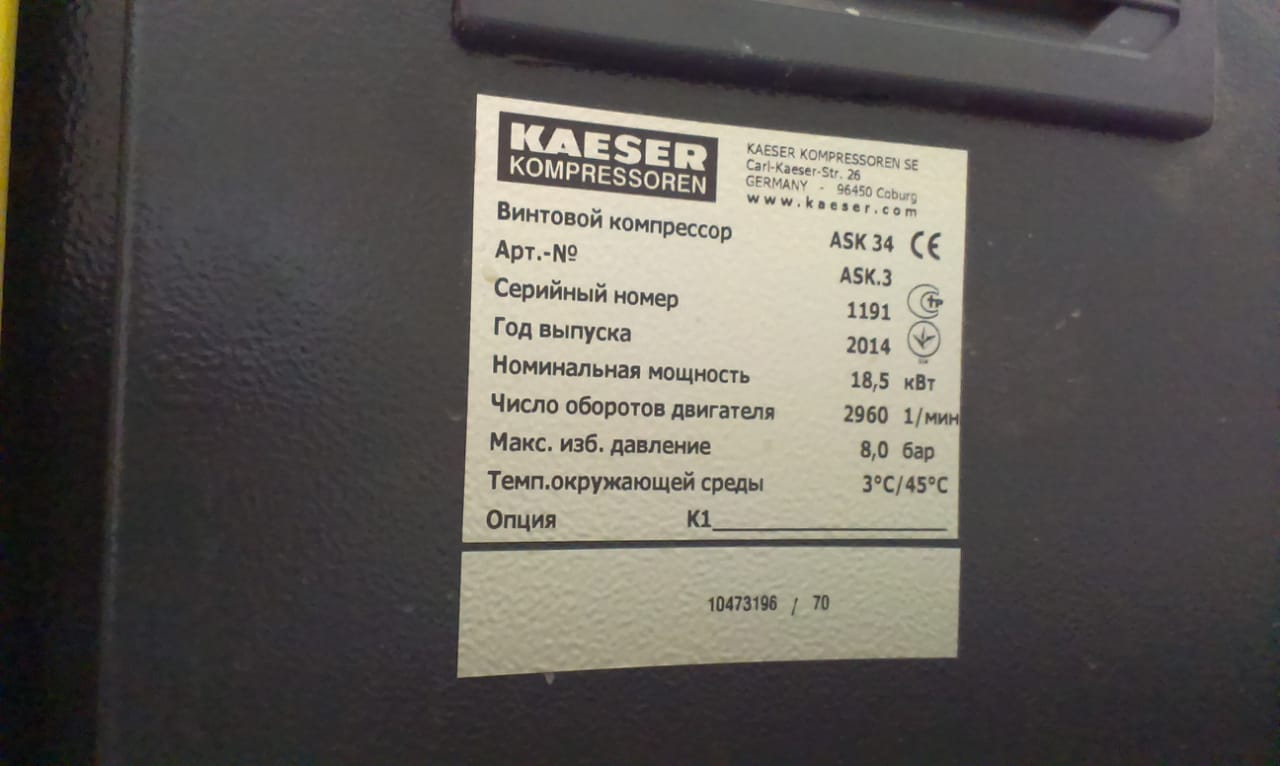 KAESER
KOMPRESSOREN
KAESER KOMPRESSOREN SE
Carl-Kaeser-Str. 26
GERMANY - 96450 Coburg
www.kaeser.com
Винтовой компрессор ASK 34 CE
Арт.-№ ASK.3
Серийный номер 1191
Год выпуска 2014
Номинальная мощность 18,5 кВт
Число оборотов двигателя 2960 1/мин
Макс. изб. давление 8,0 бар
Темп.окружающей среды 3°C/45°C
Опция K1
10473196 / 70